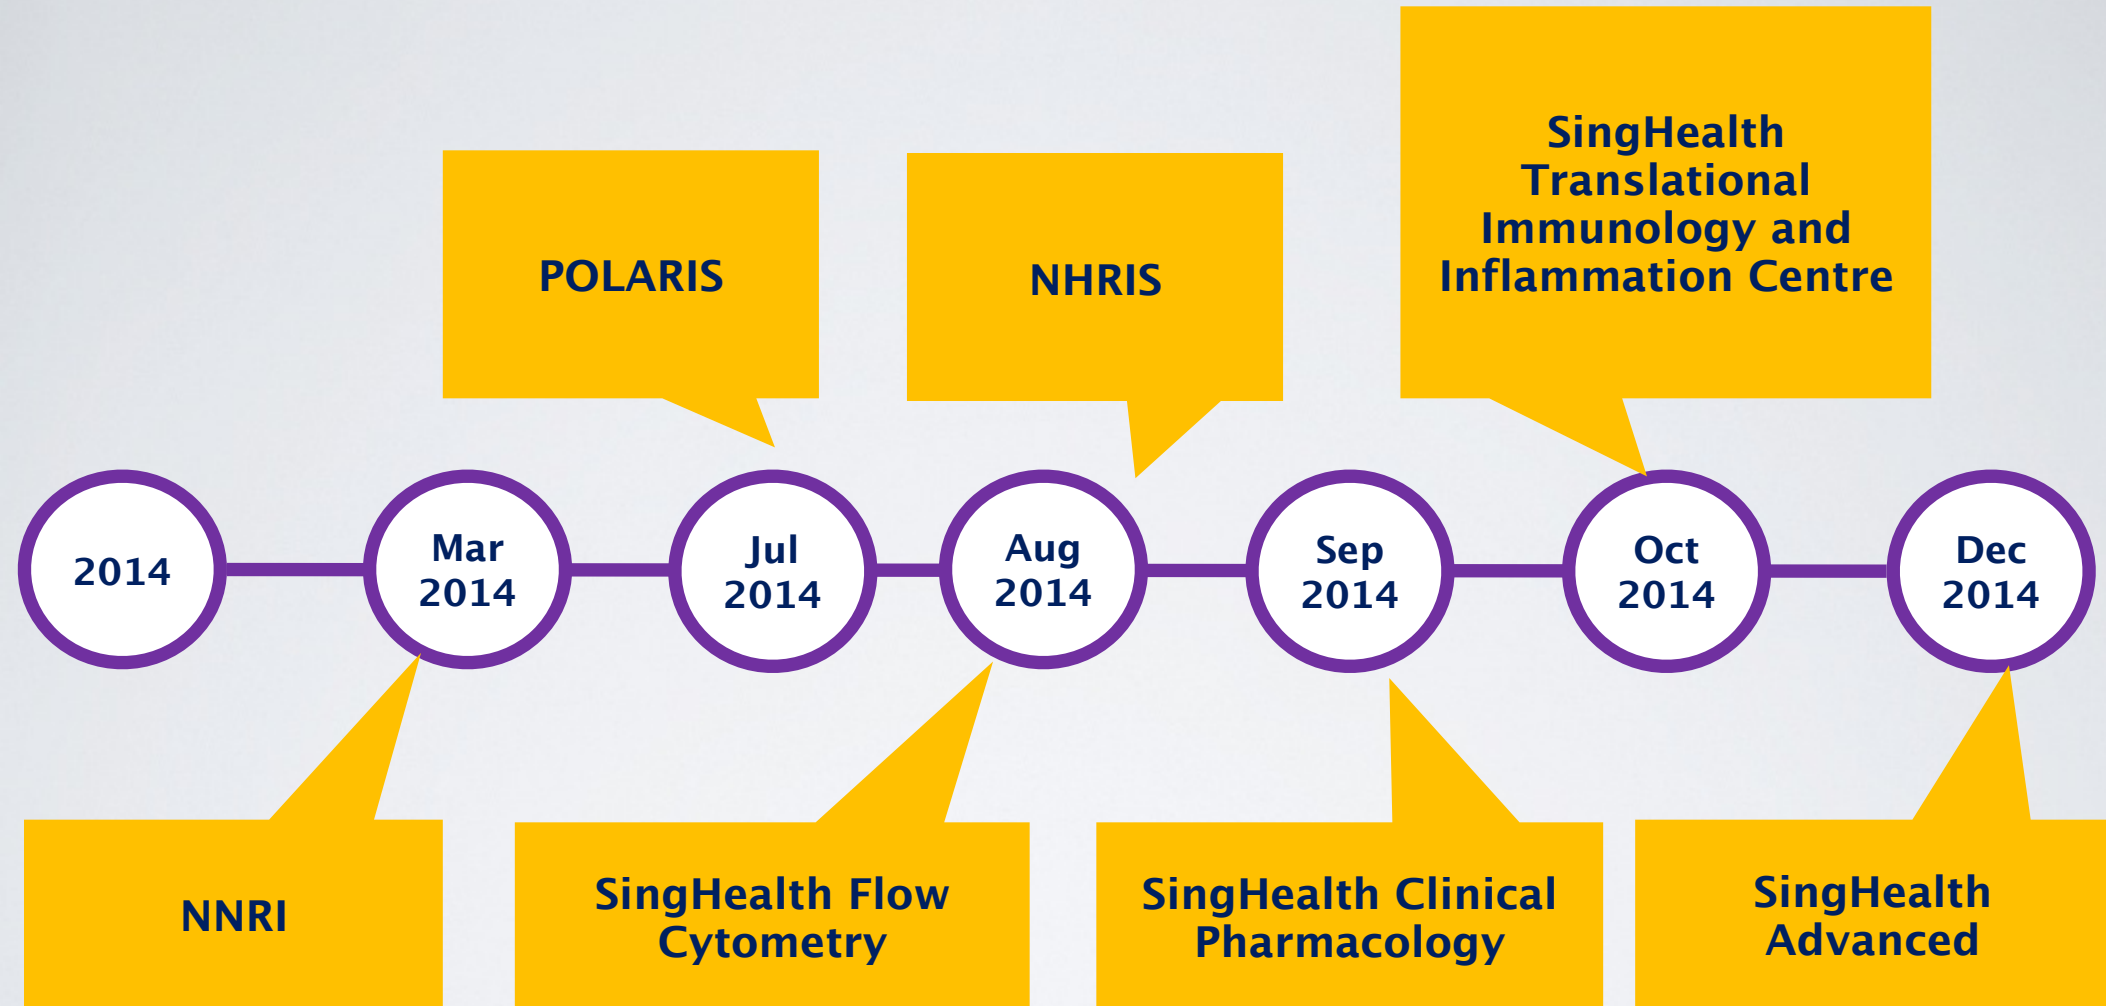 POLARIS
NHRIS
SingHealth
Translational
Immunology and
Inflammation Centre
2014
Mar
2014
Jul
2014
Aug
2014
Sep
2014
Oct
2014
Dec
2014
NNRI
SingHealth Flow
Cytometry
SingHealth Clinical
Pharmacology
SingHealth
Advanced